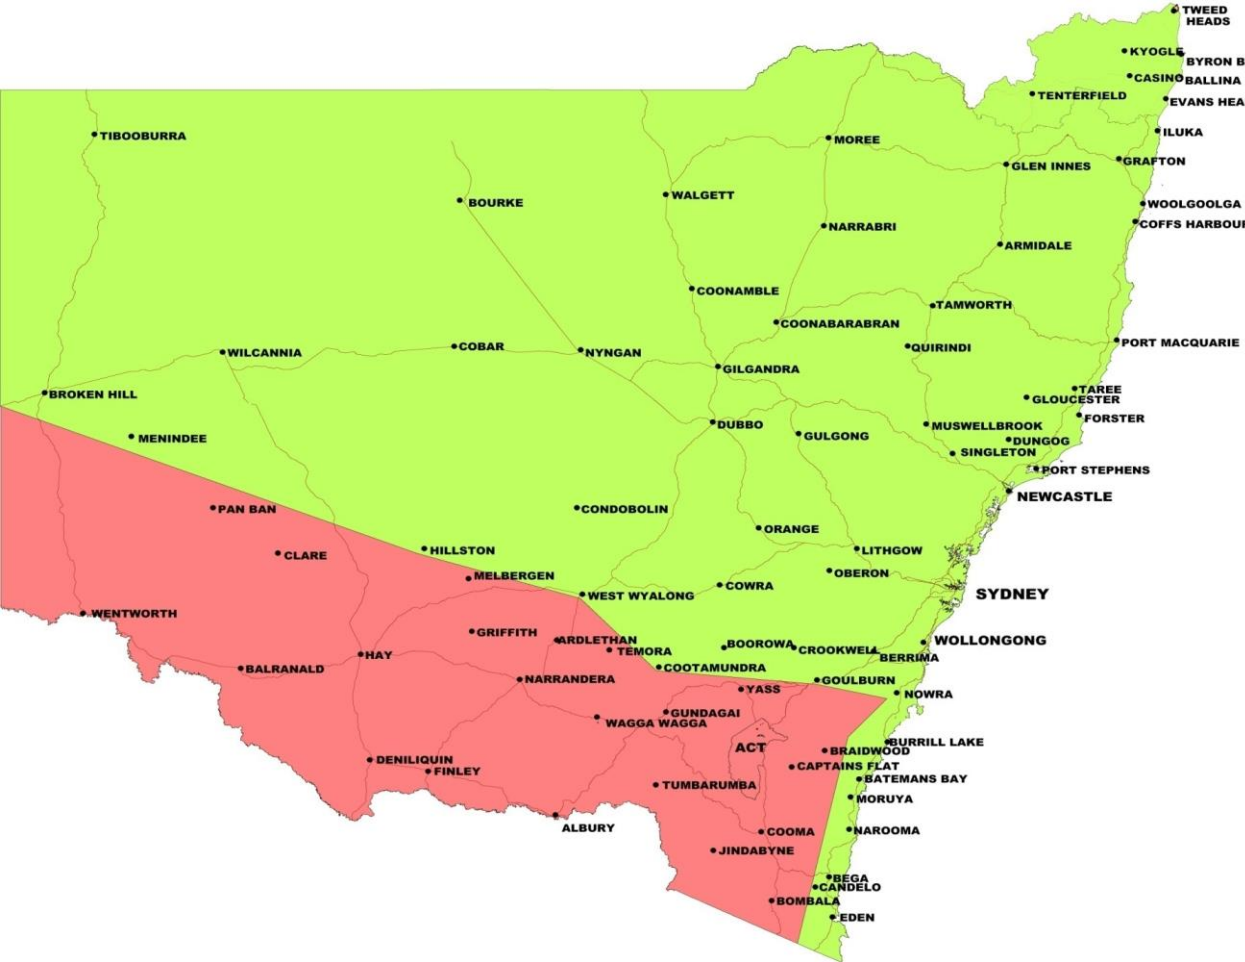 TWEED
HEADS
KYOGLE
BYRON B
CASINO
BALLINA
TENTERFIELD
EVANS HEA
ILUKA
TIBOOBURRA
MOREE
GLEN INNES
GRAFTON
WALGETT
BOURKE
WOOLGOOLGA
COFFS HARBOUR
NARRABRI
ARMIDALE
COONAMBLE
TAMWORTH
COONABARABRAN
PORT MACQUARIE
COBAR
QUIRINDI
WILCANNIA
NYNGAN
GILGANDRA
TAREE
BROKEN HILL
GLOUCESTER
FORSTER
DUBBO
MUSWELLBROOK
GULGONG
MENINDEE
DUNGOG
SINGLETON
PORT STEPHENS
NEWCASTLE
PAN BAN
CONDOBOLIN
ORANGE
HILLSTON
LITHGOW
CLARE
OBERON
MELBERGEN
COWRA
WEST WYALONG
SYDNEY
WENTWORTH
GRIFFITH
ARDLETHAN
BOOROWA
WOLLONGONG
TEMORA
CROOKWELL
HAY
BERRIMA
COOTAMUNDRA
BALRANALD
NARRANDERA
GOULBURN
YASS
NOWRA
GUNDAGAI
WAGGA WAGGA
BURRILL LAKE
ACT
BRAIDWOOD
DENILIQUIN
CAPTAINS FLAT
FINLEY
BATEMANS BAY
TUMBARUMBA
MORUYA
ALBURY
COOMA
NAROOMA
JINDABYNE
BEGA
CANDELO
BOMBALA
EDEN